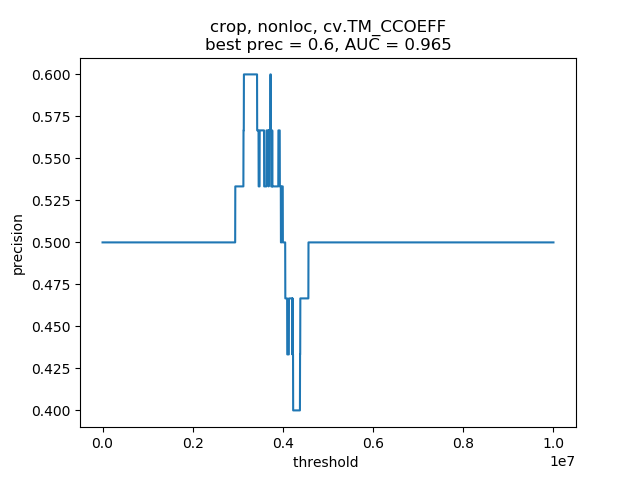 crop, nonloc, cv.TM_CCOEFF
best prec = 0.6, AUC = 0.965
precision
0.600
0.575
0.550
0.525
0.500
0.475
0.450
0.425
0.400
0.0 0.2 0.4 0.6 0.8 1.0
1e7
threshold